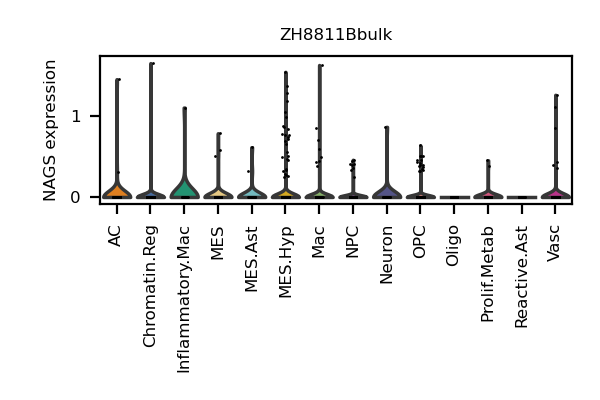 ZH8811Bbulk
NAGS expression
1
0
AC
Chromatin.Reg
Inflammatory.Mac
MES
MES.Ast
MES.Hyp
Mac
NPC
Neuron
OPC
Oligo
Prolif.Metab
Reactive.Ast
Vasc